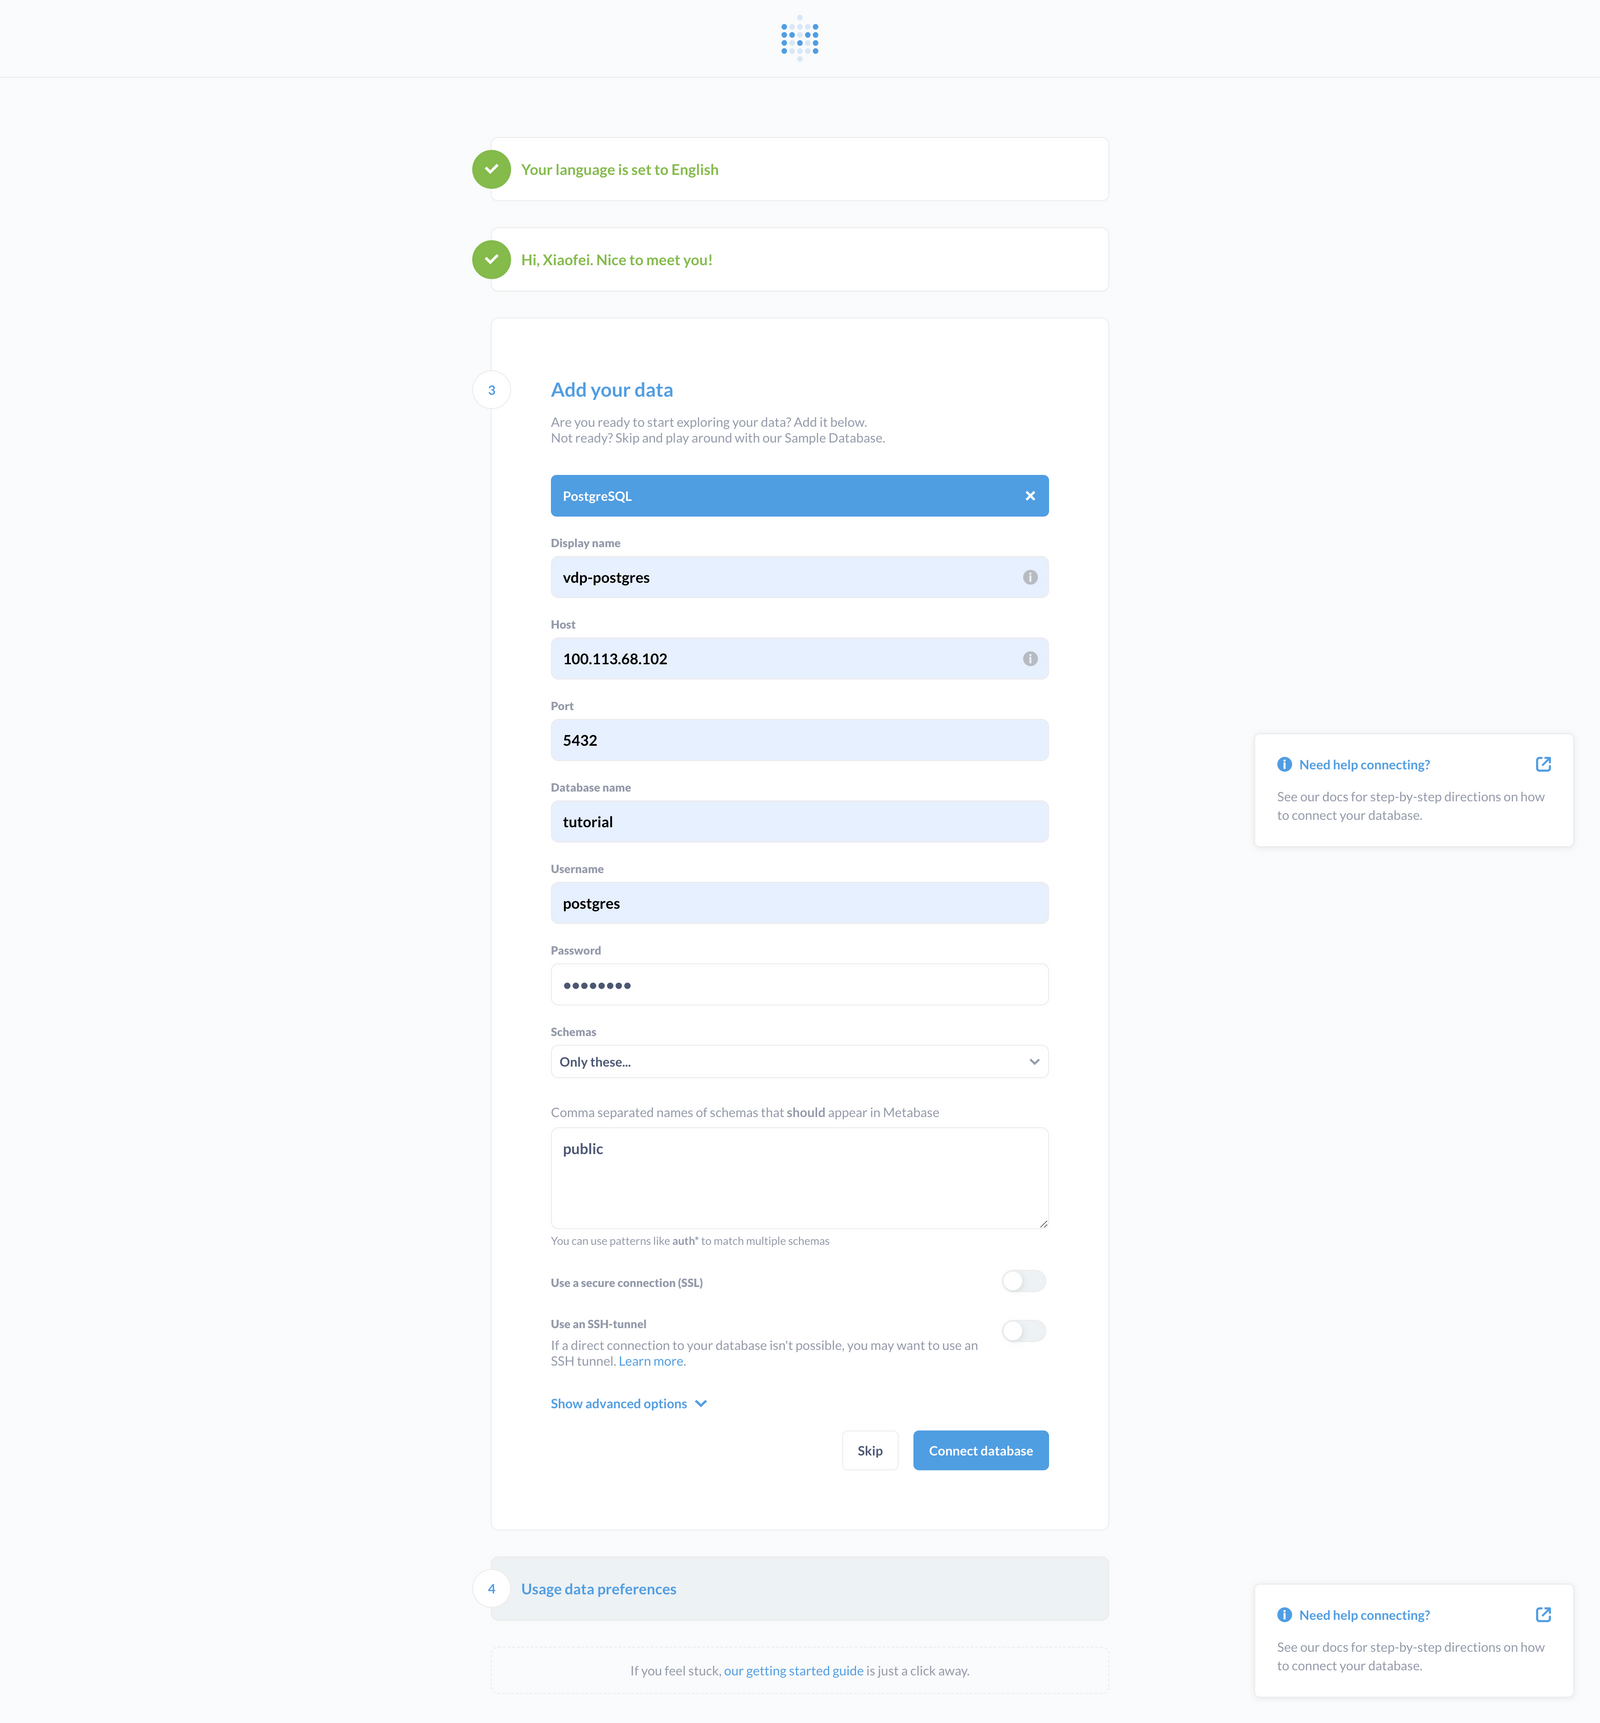 Your language is set to English
Hi, Xiaofei. Nice to meet you!
3
Add your data
Are you ready to start exploring your data? Add it below.
Not ready? Skip and play around with our Sample Database.
PostgreSQL
Display name
vdp-postgres
Host
100.113.68.102
Port
5432
Database name
tutorial
Username
postgres
Password
••••••••
Schemas
Only these...
Comma separated names of schemas that should appear in Metabase
public
You can use patterns like auth* to match multiple schemas
Use a secure connection (SSL)
Use an SSH-tunnel
If a direct connection to your database isn't possible, you may want to use an
SSH tunnel. Learn more.
Show advanced options
Skip
Connect database
Need help connecting?
See our docs for step-by-step directions on how
to connect your database.
4
Usage data preferences
If you feel stuck, our getting started guide is just a click away.
Need help connecting?
See our docs for step-by-step directions on how
to connect your database.